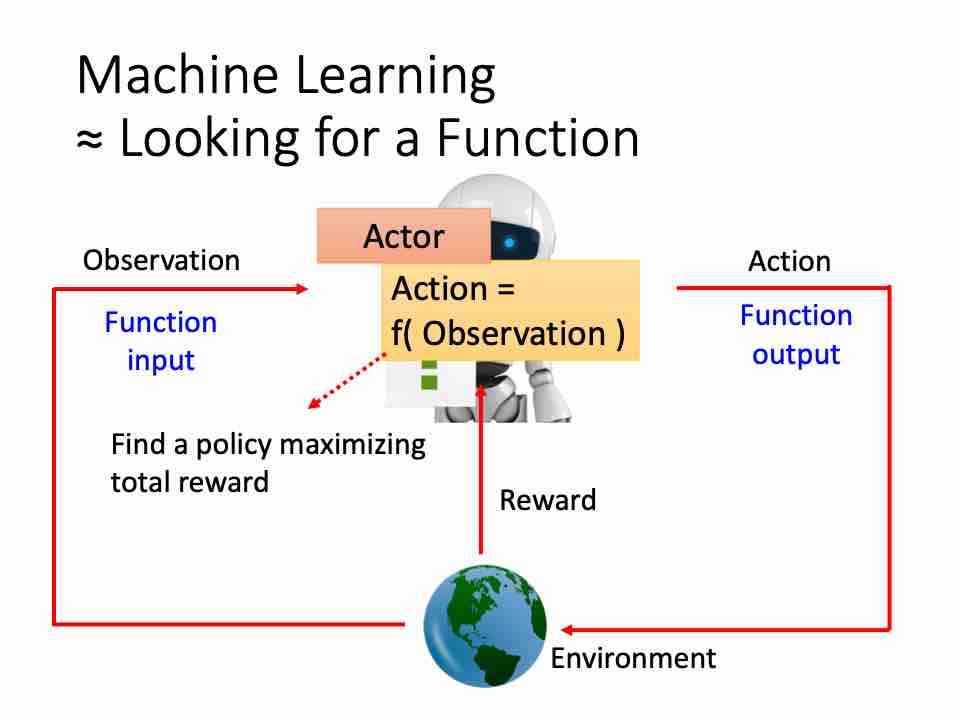 Machine Learning
≈ Looking for a Function
Actor
Observation
Action =
f( Observation )
Action
Function
input
Function
output
Find a policy maximizing
total reward
Reward
Environment